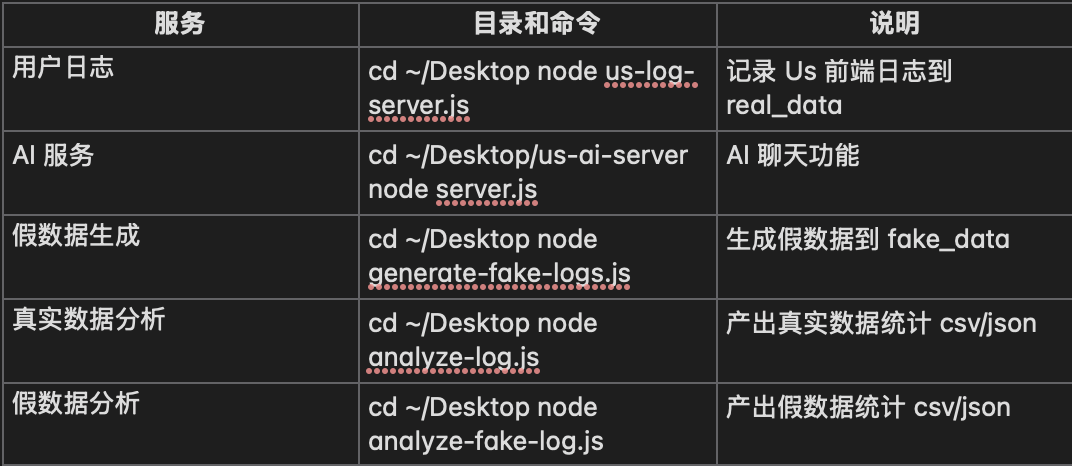 服务
目录和命令
说明
用户日志
cd ~/Desktop node us-log-
server.js
记录 Us 前端日志到
real_data
AI 服务
cd ~/Desktop/us-ai-server
node server.js
AI 聊天功能
假数据生成
cd ~/Desktop node
generate-fake-logs.js
生成假数据到 fake_data
真实数据分析
cd ~/Desktop node
analyze-log.js
产出真实数据统计 csv/json
假数据分析
cd ~/Desktop node
analyze-fake-log.js
产出假数据统计 csv/json